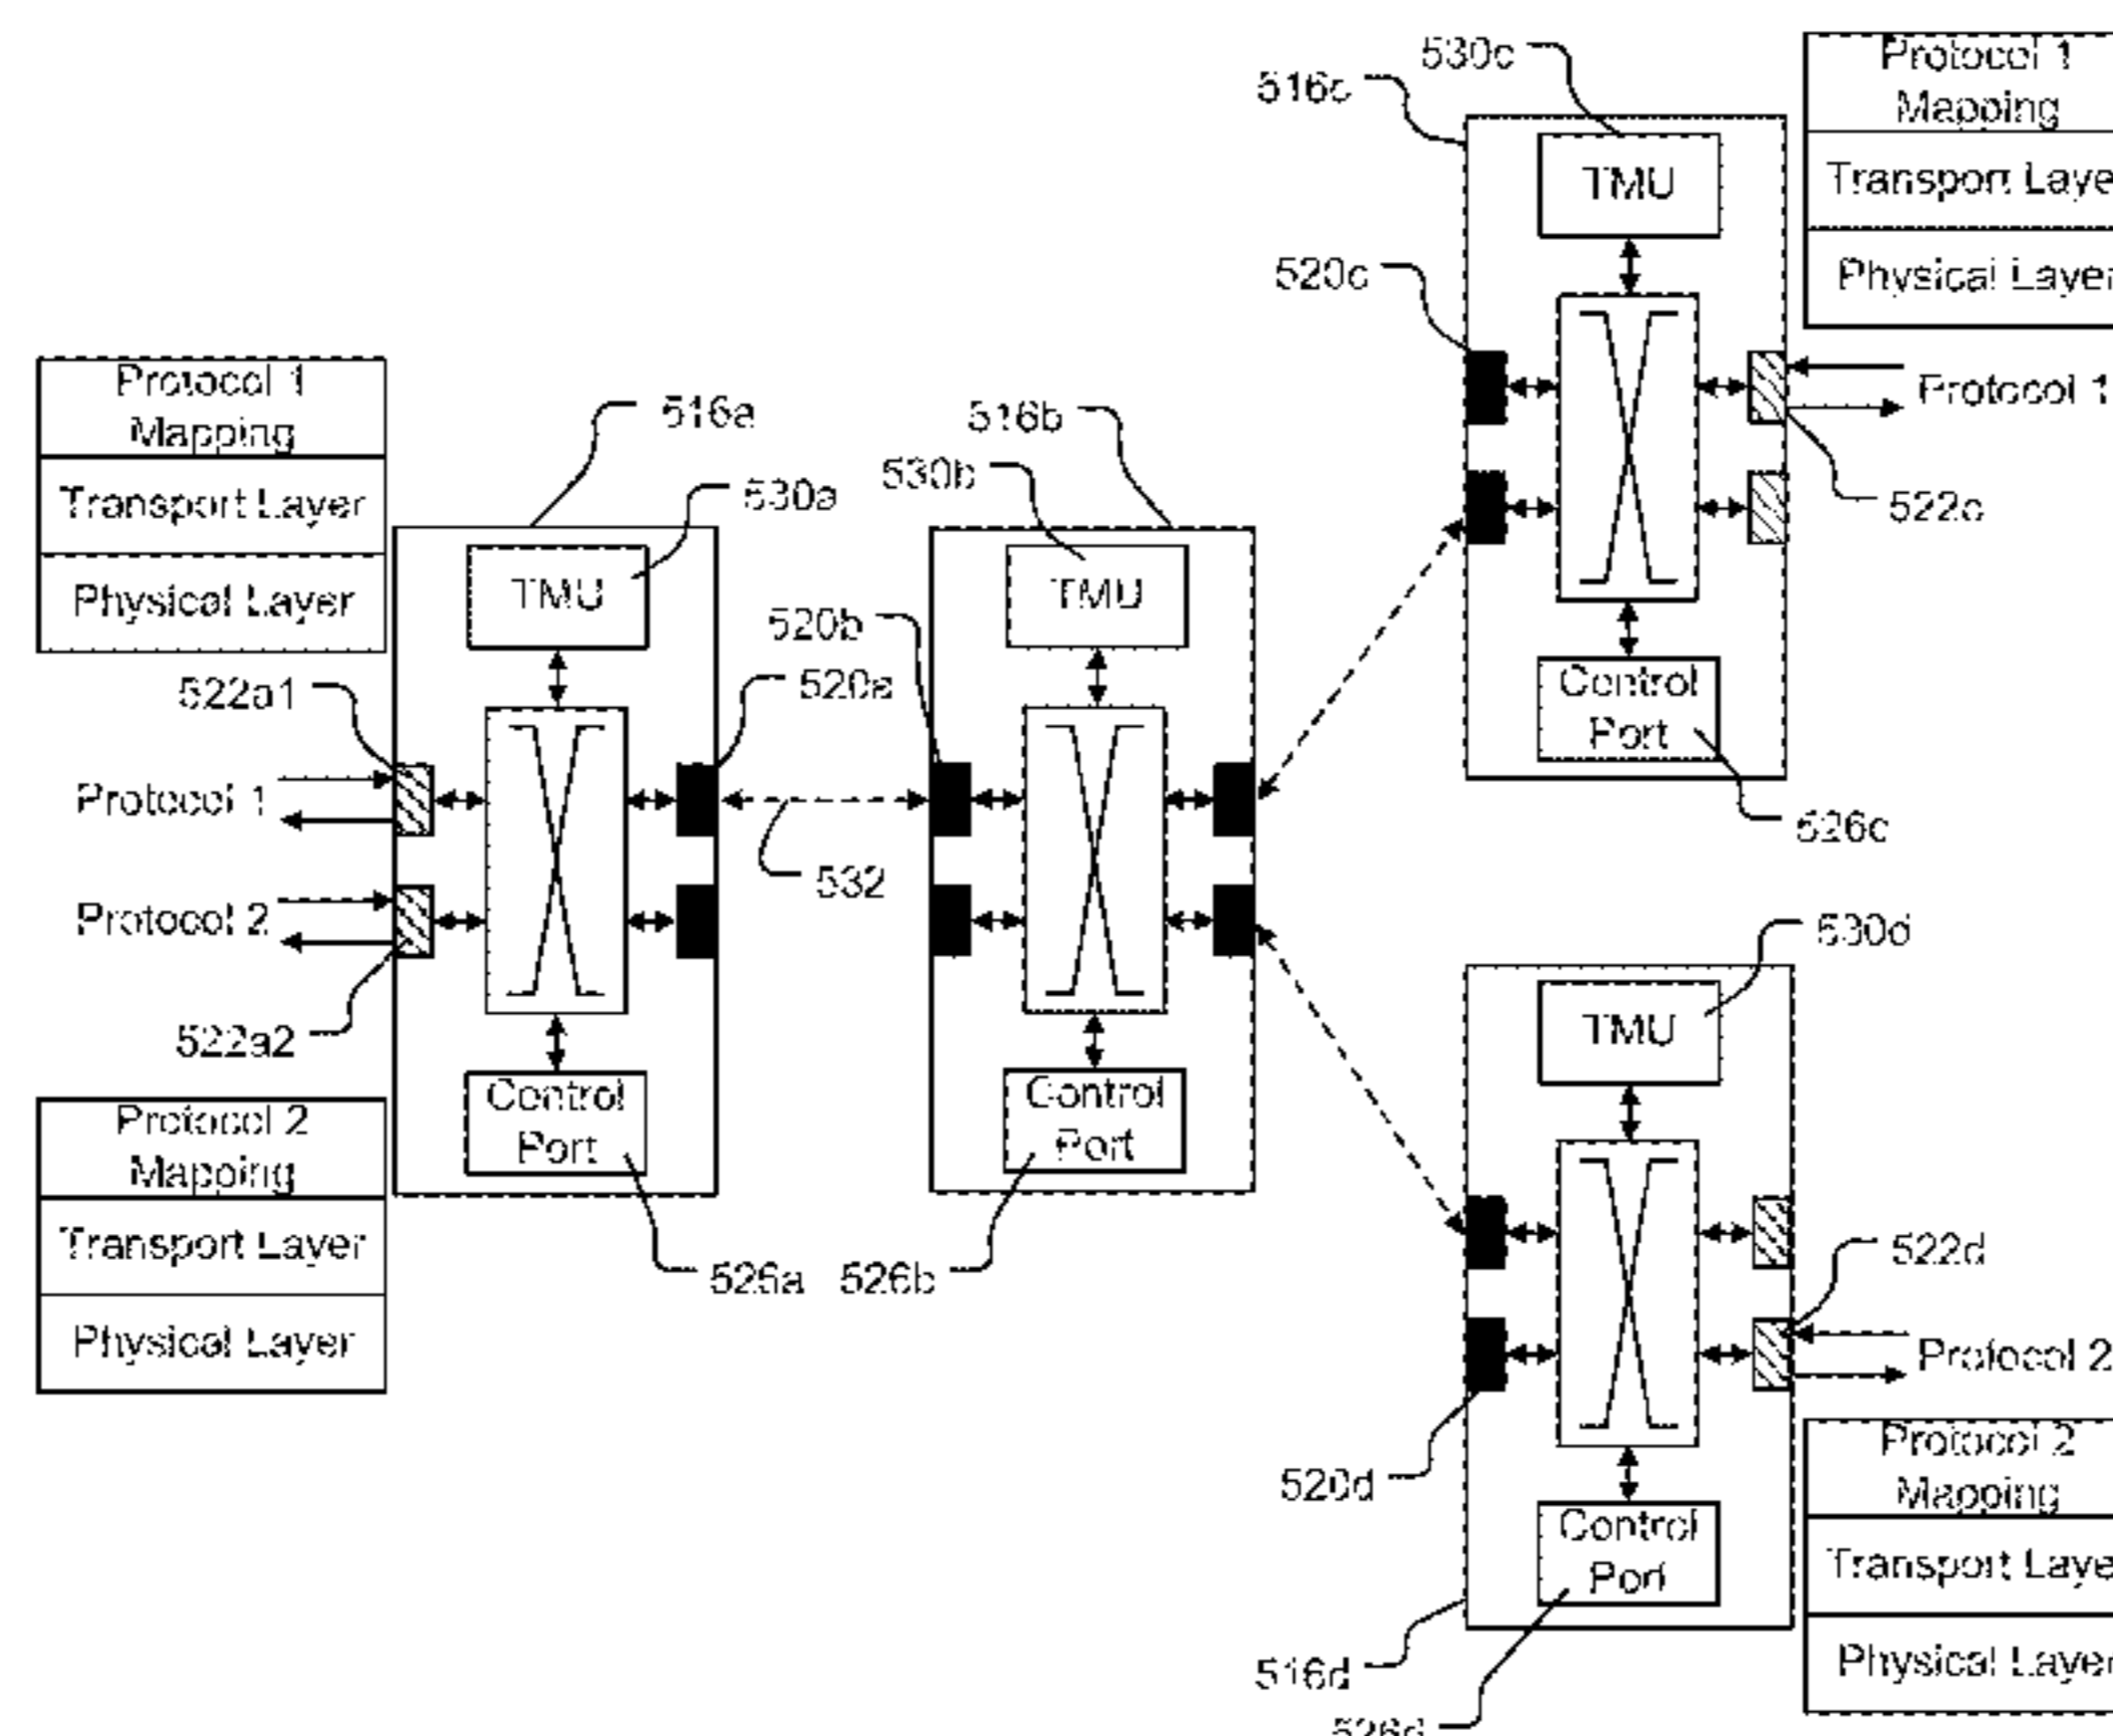 530c
516c
Protocol 1
Mapping
Transport Laye
Physical Layer
TMU
520c
Protocol 1
522c
Control
Port
526c
Protocol 1
Mapping
Transport Layer
Physical Layer
516a
530a
TMU
516b
530b
TMU
520b
520a
522a1
Protocol 1
532
Protocol 2
522a2
Control
Port
526a
Control
Port
526b
Protocol 2
Mapping
Transport Layer
Physical Layer
530d
TMU
522d
Protocol 2
520d
Control
Port
516d
526d
Protocol 2
Mapping
Transport Laye
Physical Layer